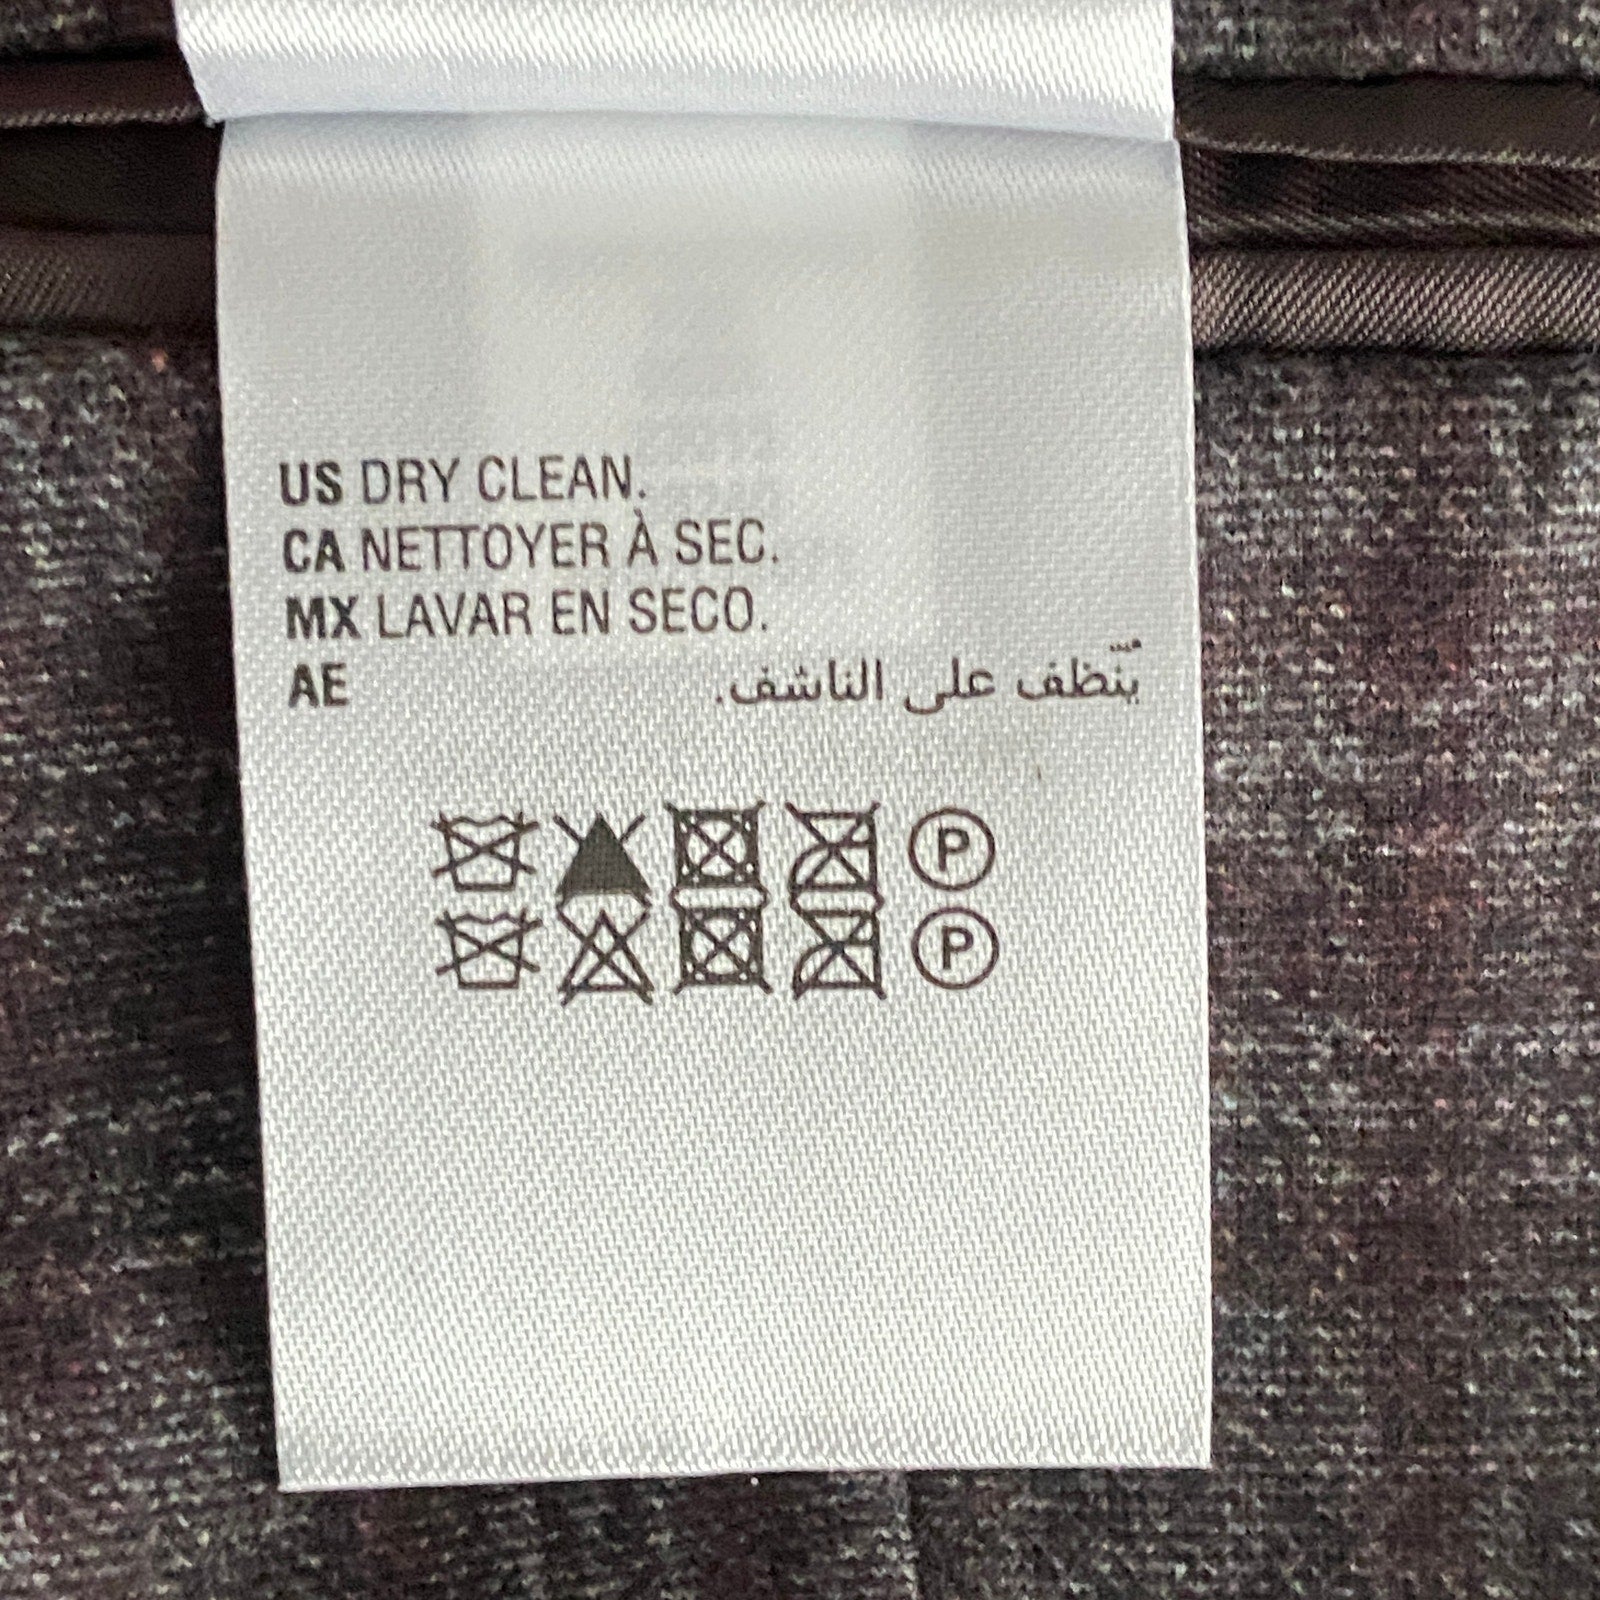 US DRY CLEAN.
CA NETTOYER À SEC.
MX LAVAR EN SECO.
AE يّنظف على الناشف.
P
P